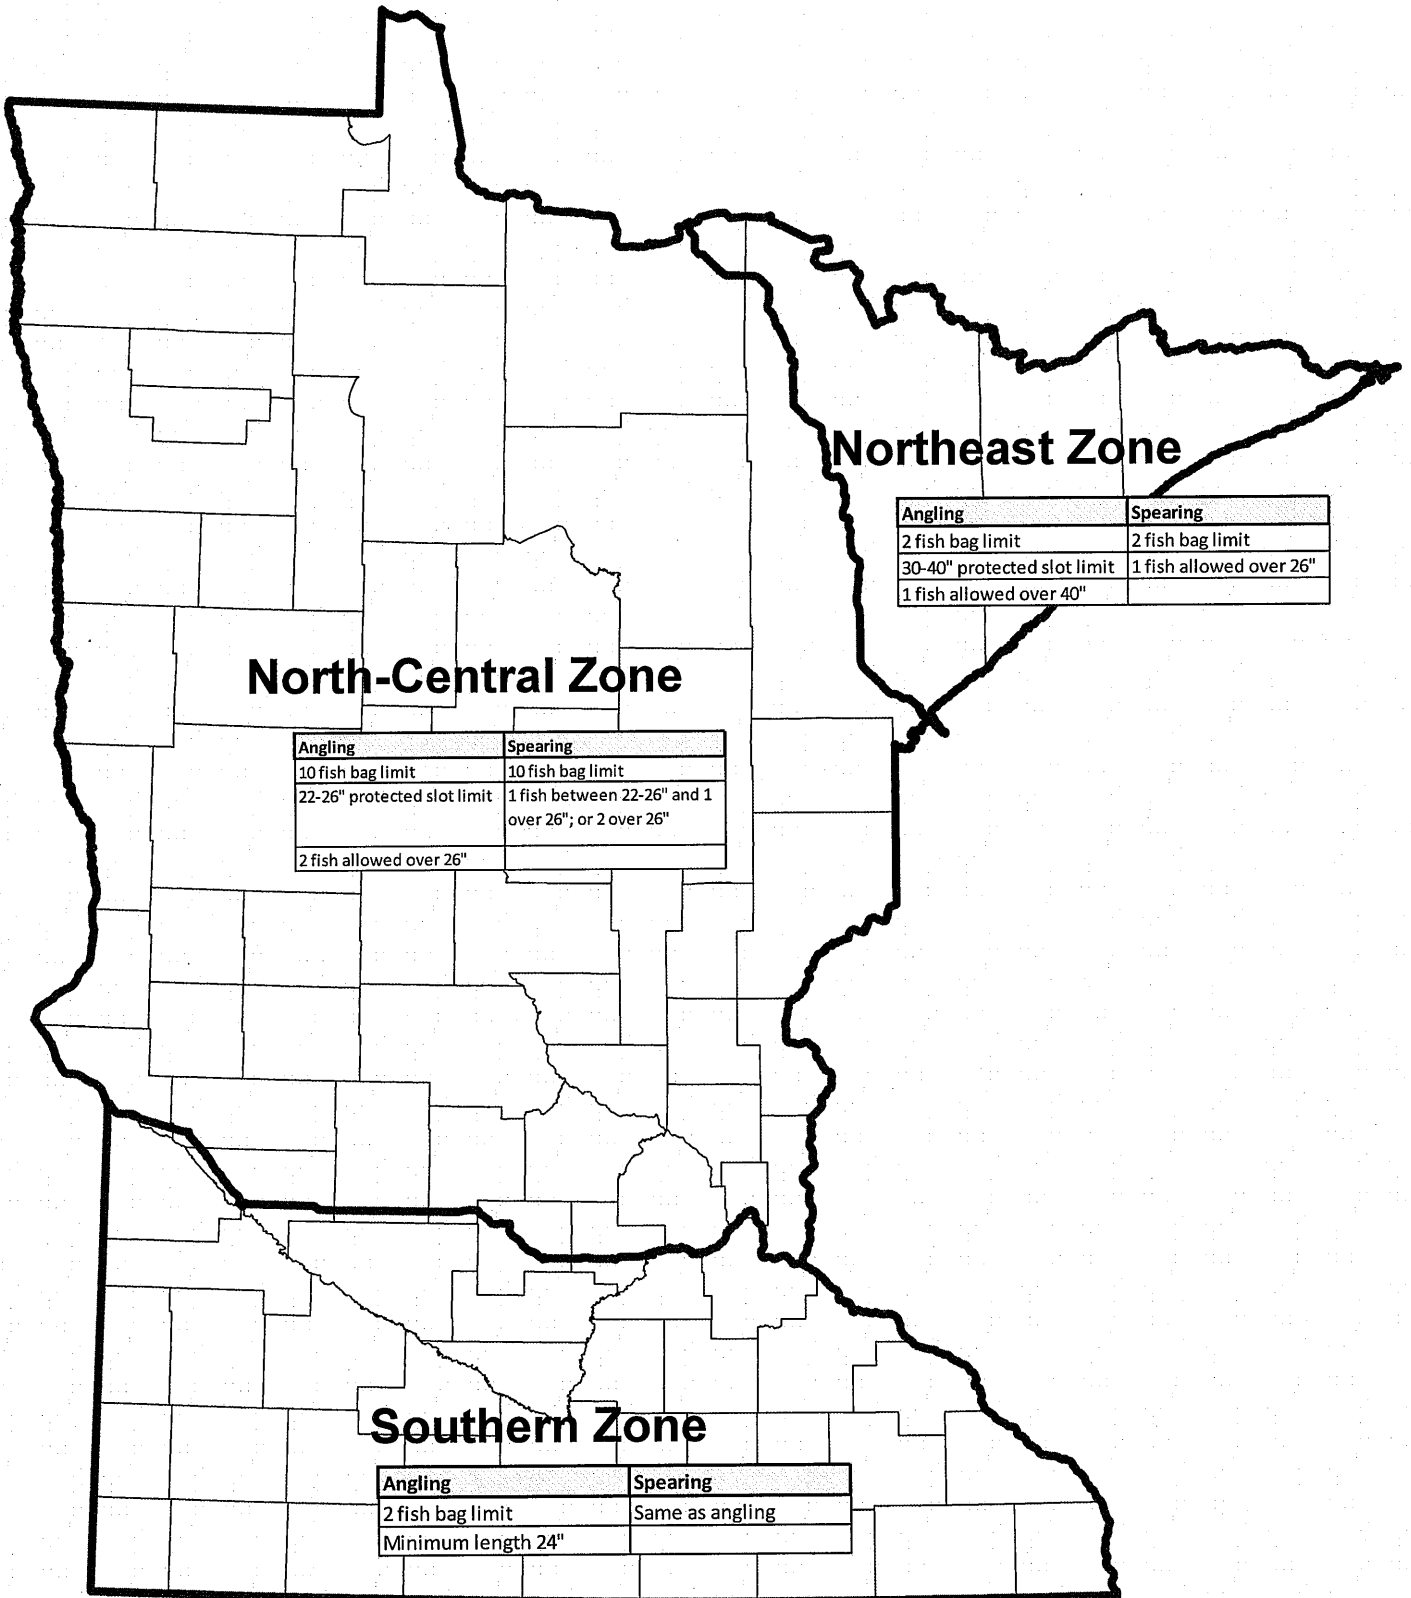 Northeast Zone
Angling Spearing
2 fish bag limit 2 fish bag limit
30-40" protected slot limit 1 fish allowed over 26"
1 fish allowed over 40"
North-Central Zone
Angling Spearing
10 fish bag limit 10 fish bag limit
22-26" protected slot limit 1 fish between 22-26" and 1
over 26"; or 2 over 26"
2 fish allowed over 26"
Southern Zone
Angling Spearing
2 fish bag limit Same as angling
Minimum length 24"